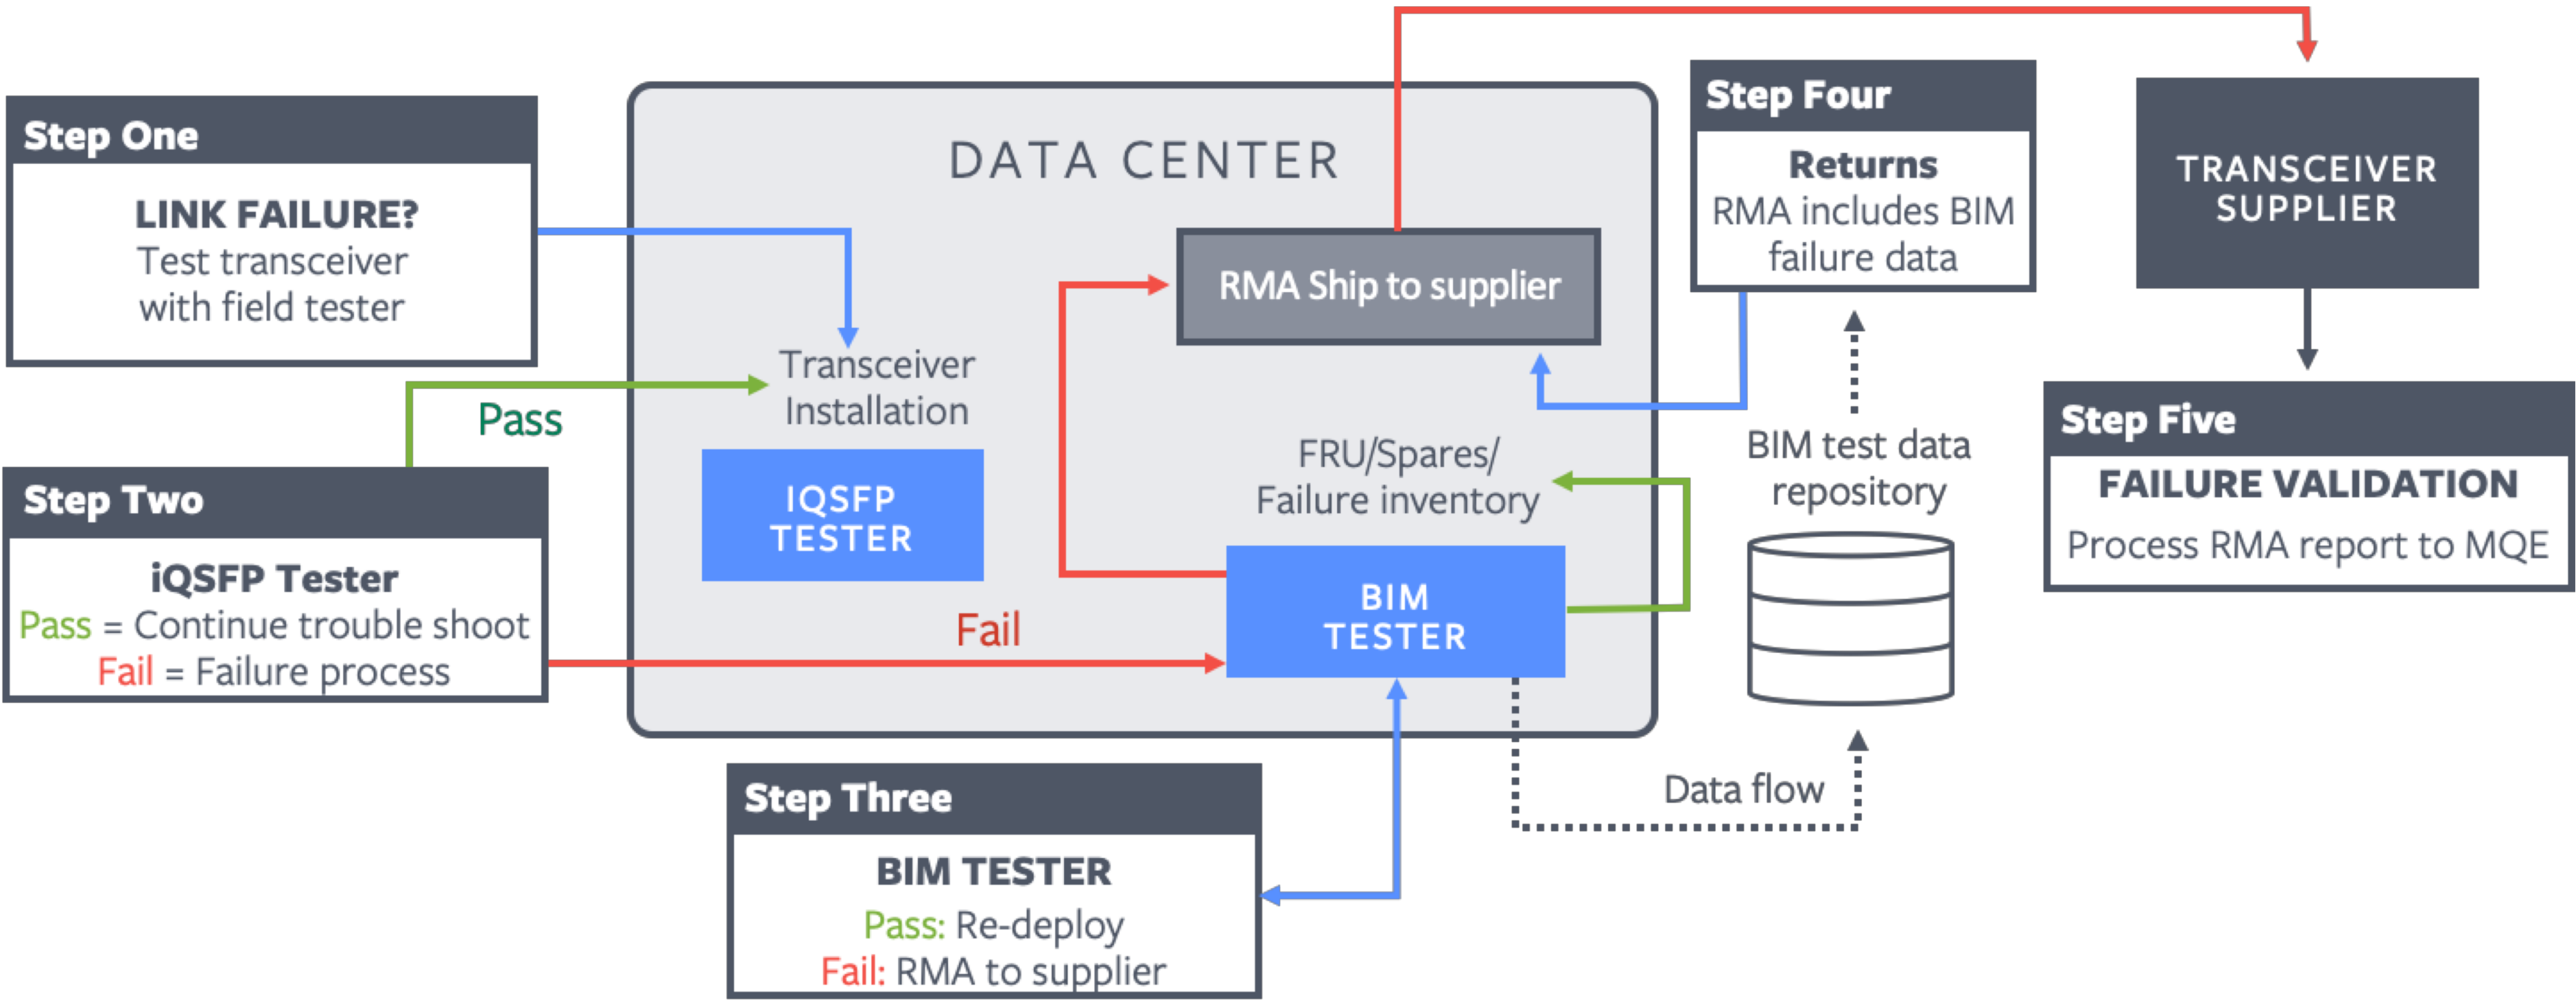 Step One
LINK FAILURE?
Test transceiver
with field tester
Pass
Step Two
iQSFP Tester
Pass = Continue trouble shoot
Fail = Failure process
DATA CENTER
Transceiver
Installation
IQSFP
TESTER
RMA Ship to supplier
FRU/Spares/
Failure inventory
BIM
TESTER
Fail
Step Three
BIM TESTER
Pass: Re-deploy
Fail: RMA to supplier
Step Four
Returns
RMA includes BIM
failure data
BIM test data
repository
Data flow
TRANSCEIVER
SUPPLIER
Step Five
FAILURE VALIDATION
Process RMA report to MQE